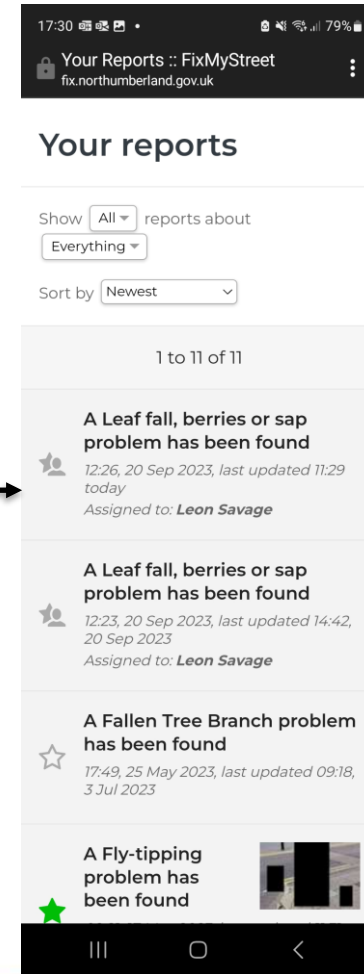 17:30
79%
Your Reports :: FixMyStreet
fix.northumberland.gov.uk
Your reports
Show All reports about
Everything
Sort by Newest
1 to 11 of 11
A Leaf fall, berries or sap
problem has been found
12:26, 20 Sep 2023, last updated 11:29
today
Assigned to: Leon Savage
A Leaf fall, berries or sap
problem has been found
12:23, 20 Sep 2023, last updated 14:42,
20 Sep 2023
Assigned to: Leon Savage
A Fallen Tree Branch problem
has been found
17:49, 25 May 2023, last updated 09:18,
3 Jul 2023
A Fly-tipping
problem has
been found